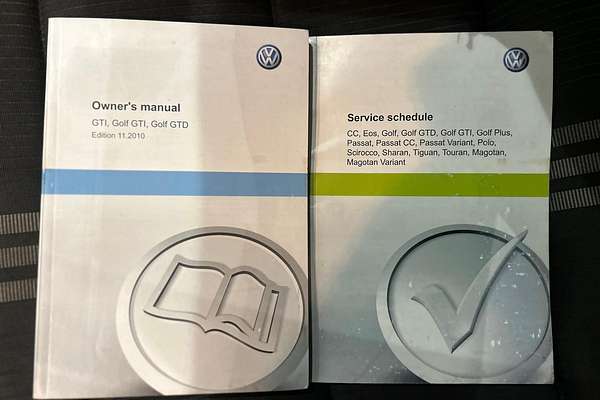 Owner's manual
GTI, Golf GTI, Golf GTD
Edition 11.2010
Service schedule
CC, Eos, Golf, Golf GTD, Golf GTI, Golf Plus,
Passat, Passat CC, Passat Variant, Polo,
Scirocco, Sharan, Tiguan, Touran, Magotan,
Magotan Variant